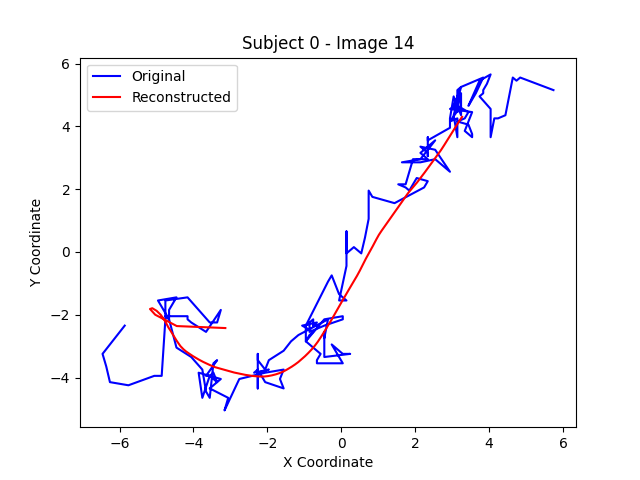 Subject 0 - Image 14
Original
Reconstructed
Y Coordinate
6
4
2
0
−2
−4
−6 −4 −2 0 2 4 6
X Coordinate